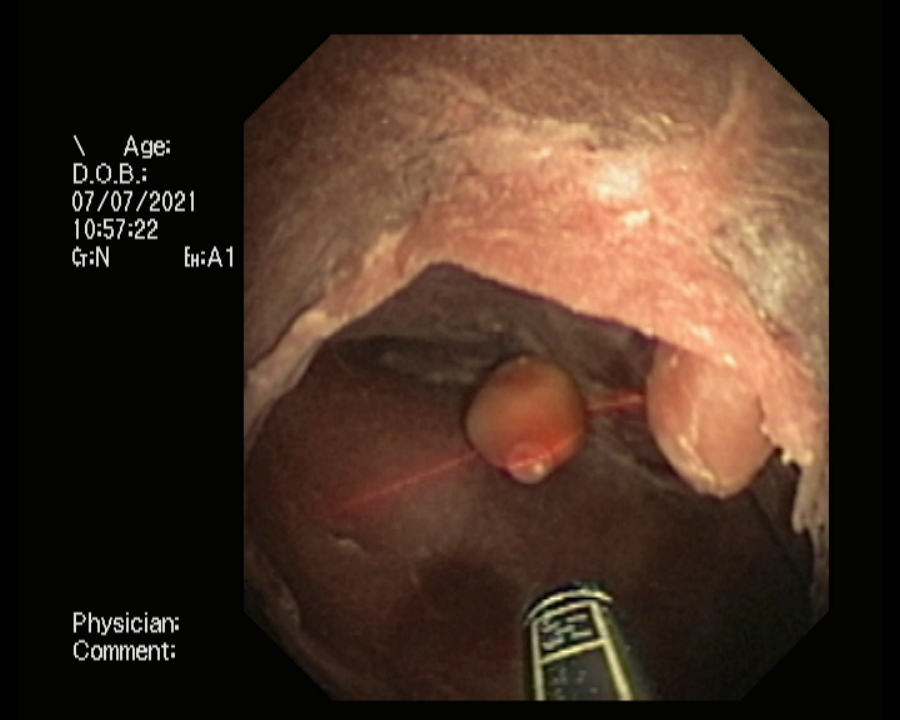 \ Age:
D.O.B.:
07/07/2021
10:57:22
Cr:N EH:A1
Physician:
Comment: